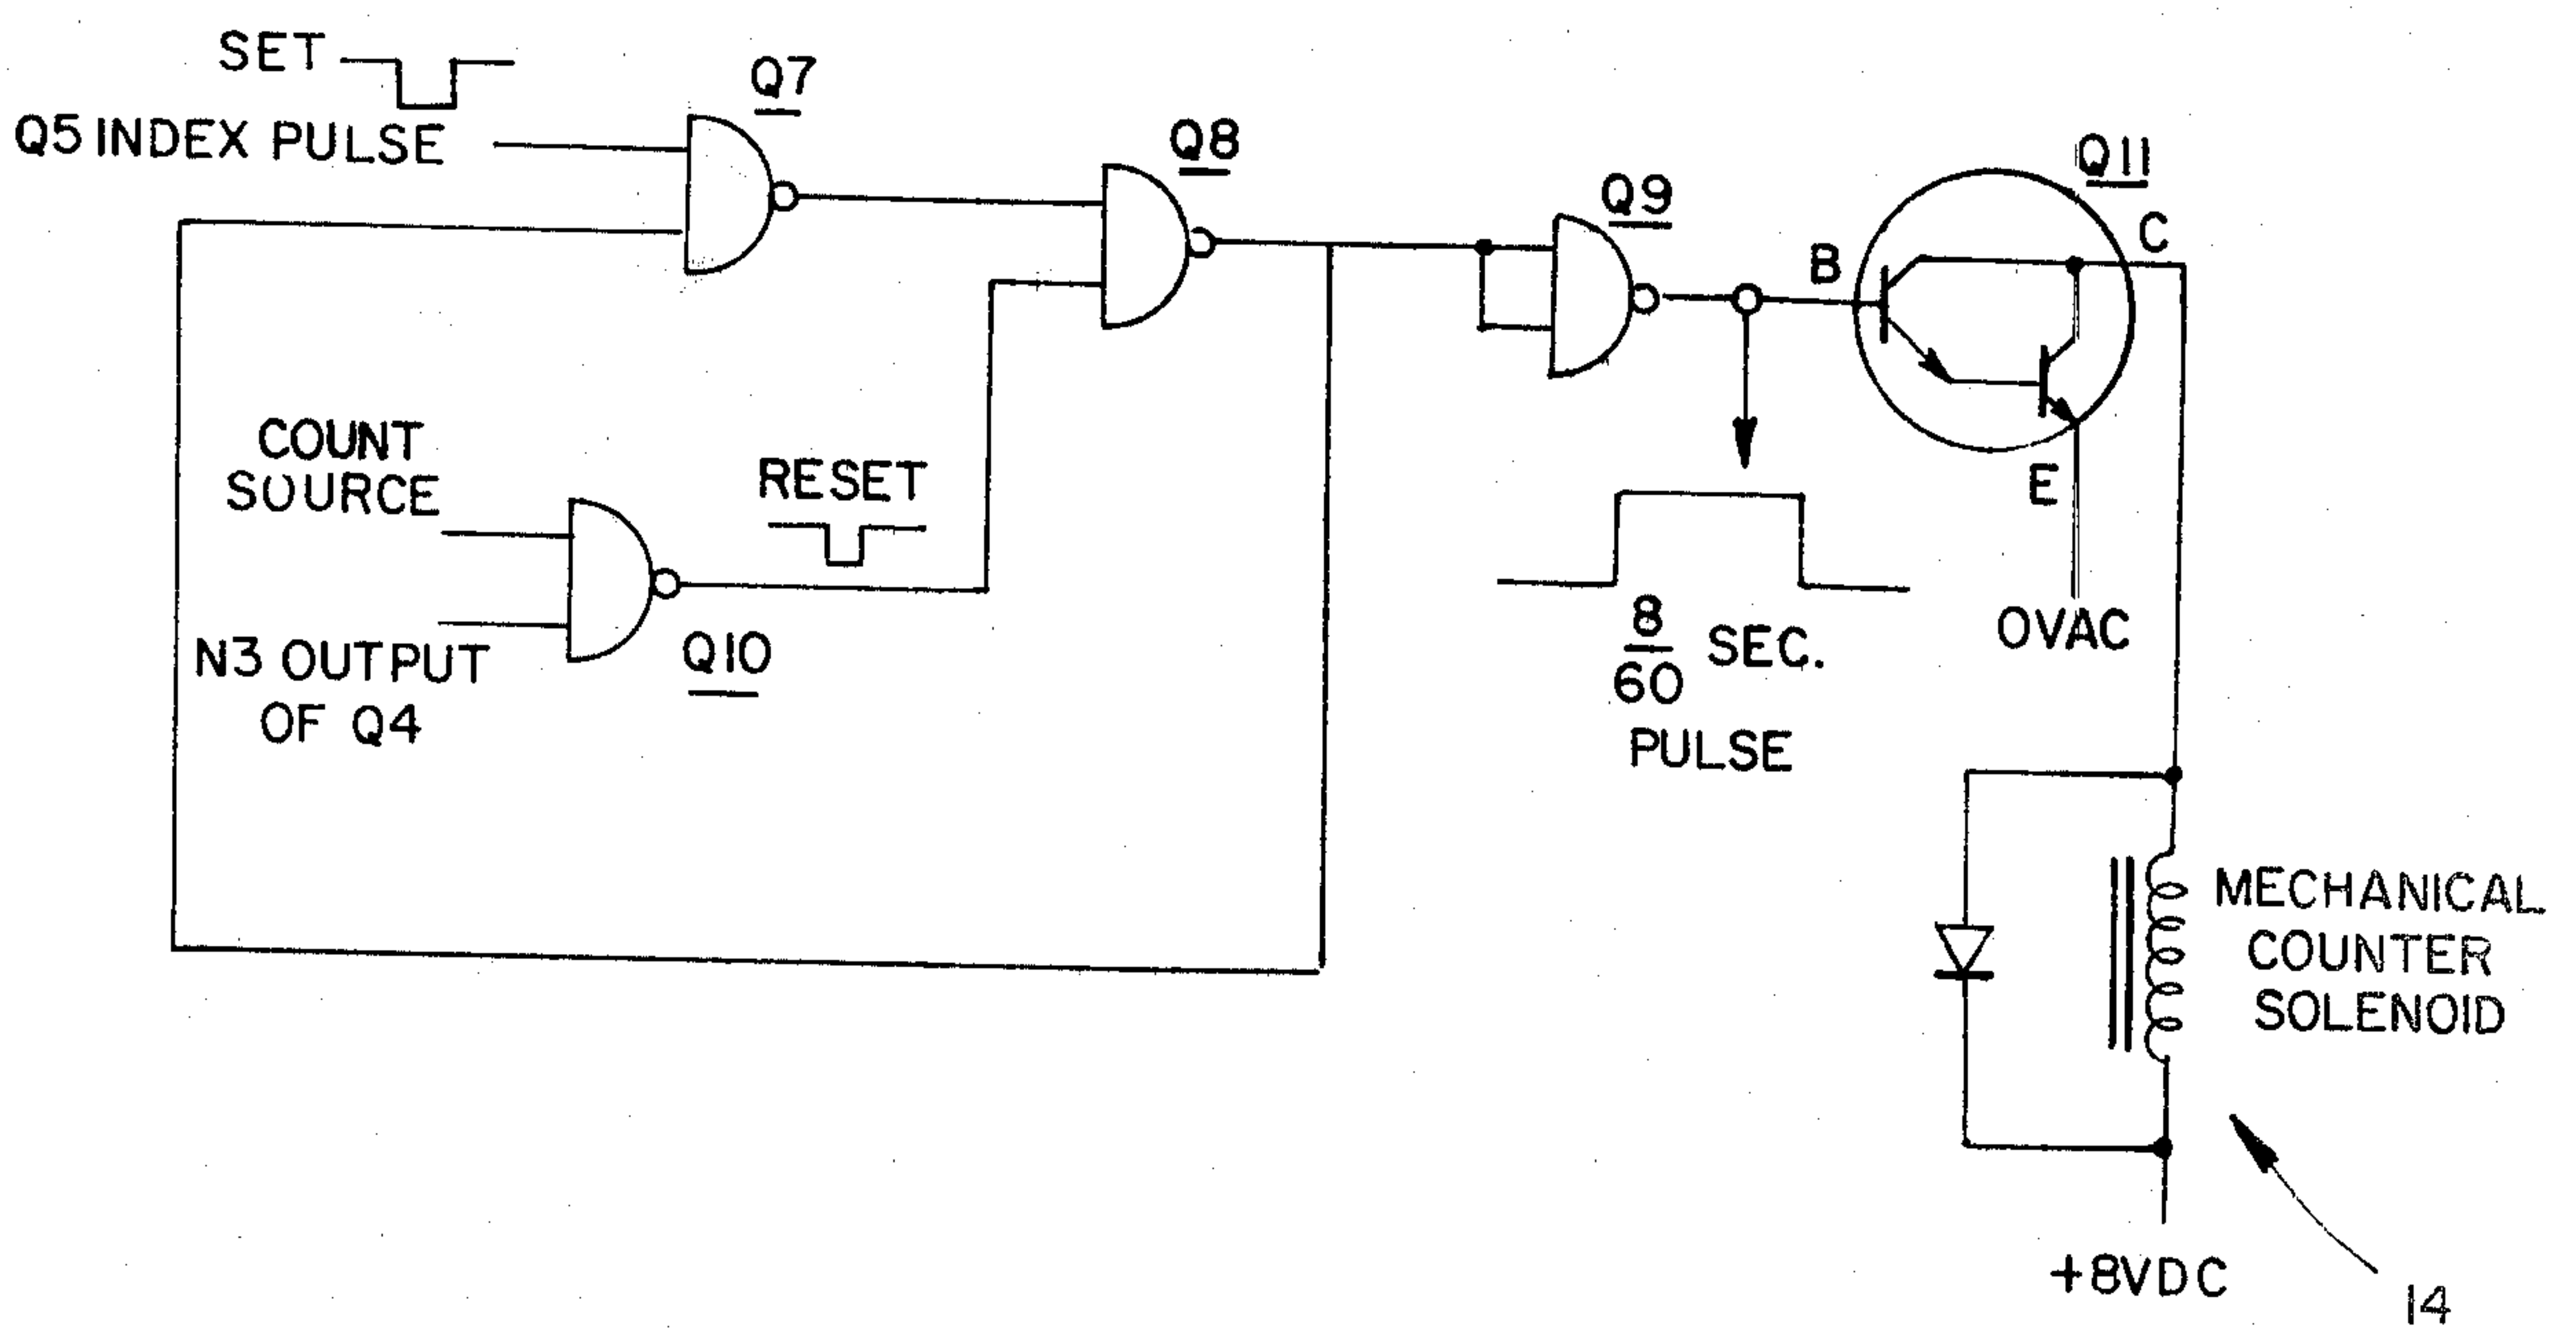 SET
Q5 INDEX PULSE
Q7
Q8
Q9
Q11
B
C
E
OVAC
COUNT
SOURCE
RESET
N3 OUTPUT
OF Q4
Q10
8
60
SEC.
PULSE
MECHANICAL
COUNTER
SOLENOID
+8VDC
14